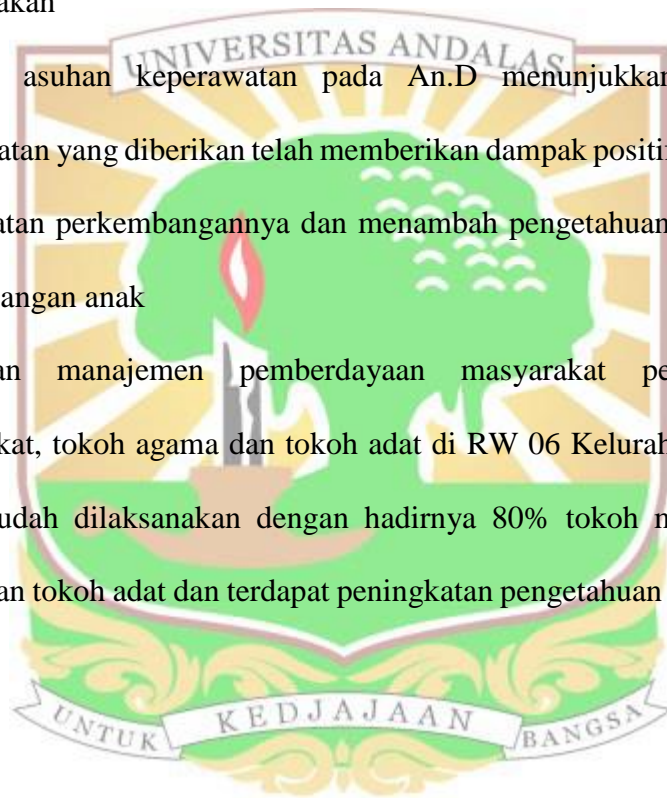 akan
UNIVERSITAS ANDALAS
asuhan keperawatan pada An.D menunjukkan
atan yang diberikan telah memberikan dampak positif
atan perkembangannya dan menambah pengetahuan
angan anak
an manajemen pemberdayaan masyarakat pe
kat, tokoh agama dan tokoh adat di RW 06 Kelurah
udah dilaksanakan dengan hadirnya 80% tokoh m
an tokoh adat dan terdapat peningkatan pengetahuan
UNTUK KEDJAJAAN BANGSA